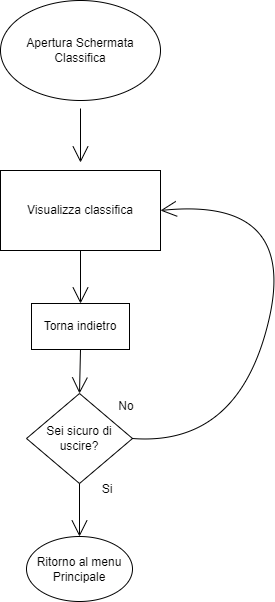 Apertura Schermata
Classifica
Visualizza classifica
Torna indietro
No
Sei sicuro di
uscire?
Si
Ritorno al menu
Principale